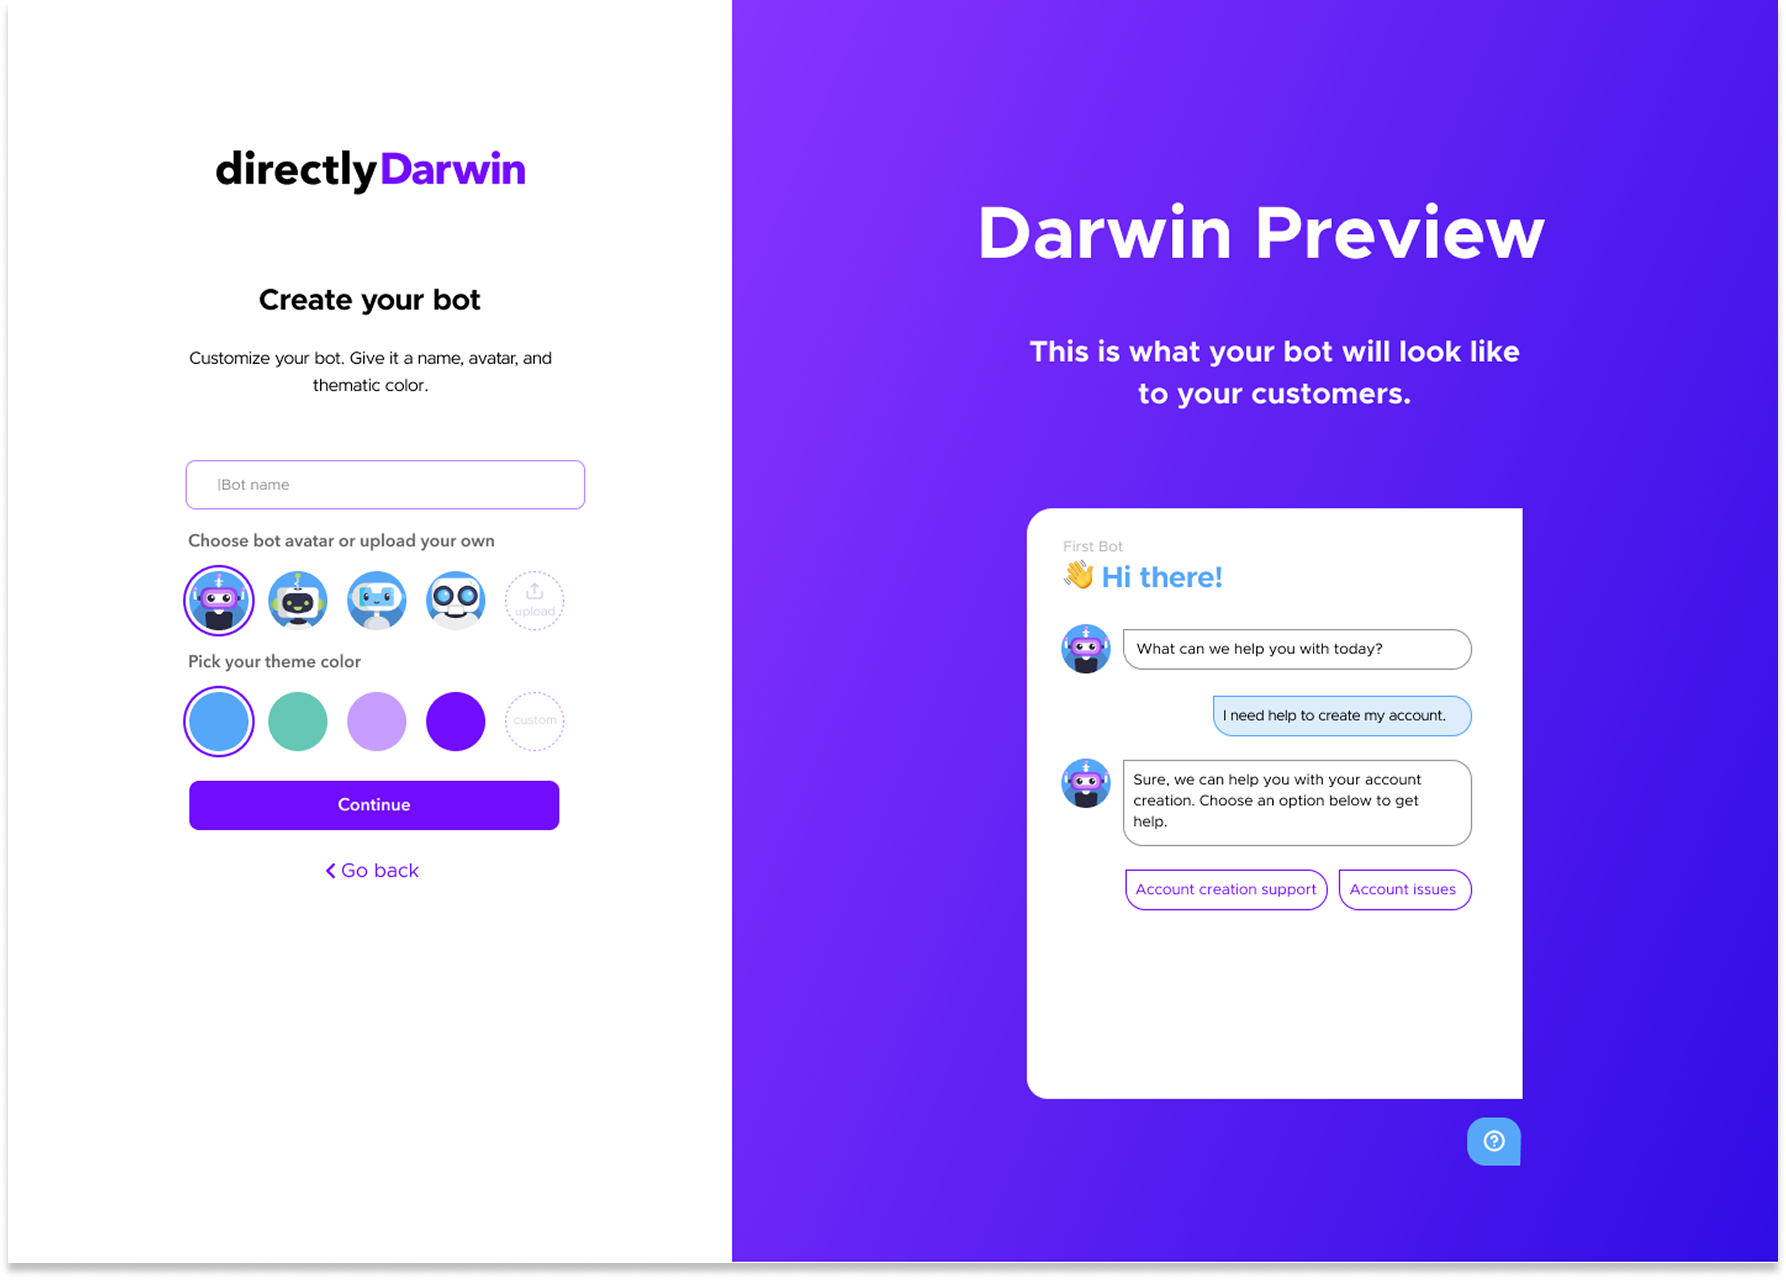 directlyDarwin
Create your bot
Customize your bot. Give it a name, avatar, and
thematic color.
Bot name
Choose bot avatar or upload your own
upload
Pick your theme color
custom
Continue
Go back
Darwin Preview
This is what your bot will look like
to your customers.
First Bot
Hi there!
What can we help you with today?
I need help to create my account.
Sure, we can help you with your account
creation. Choose an option below to get
help.
Account creation support Account issues
?